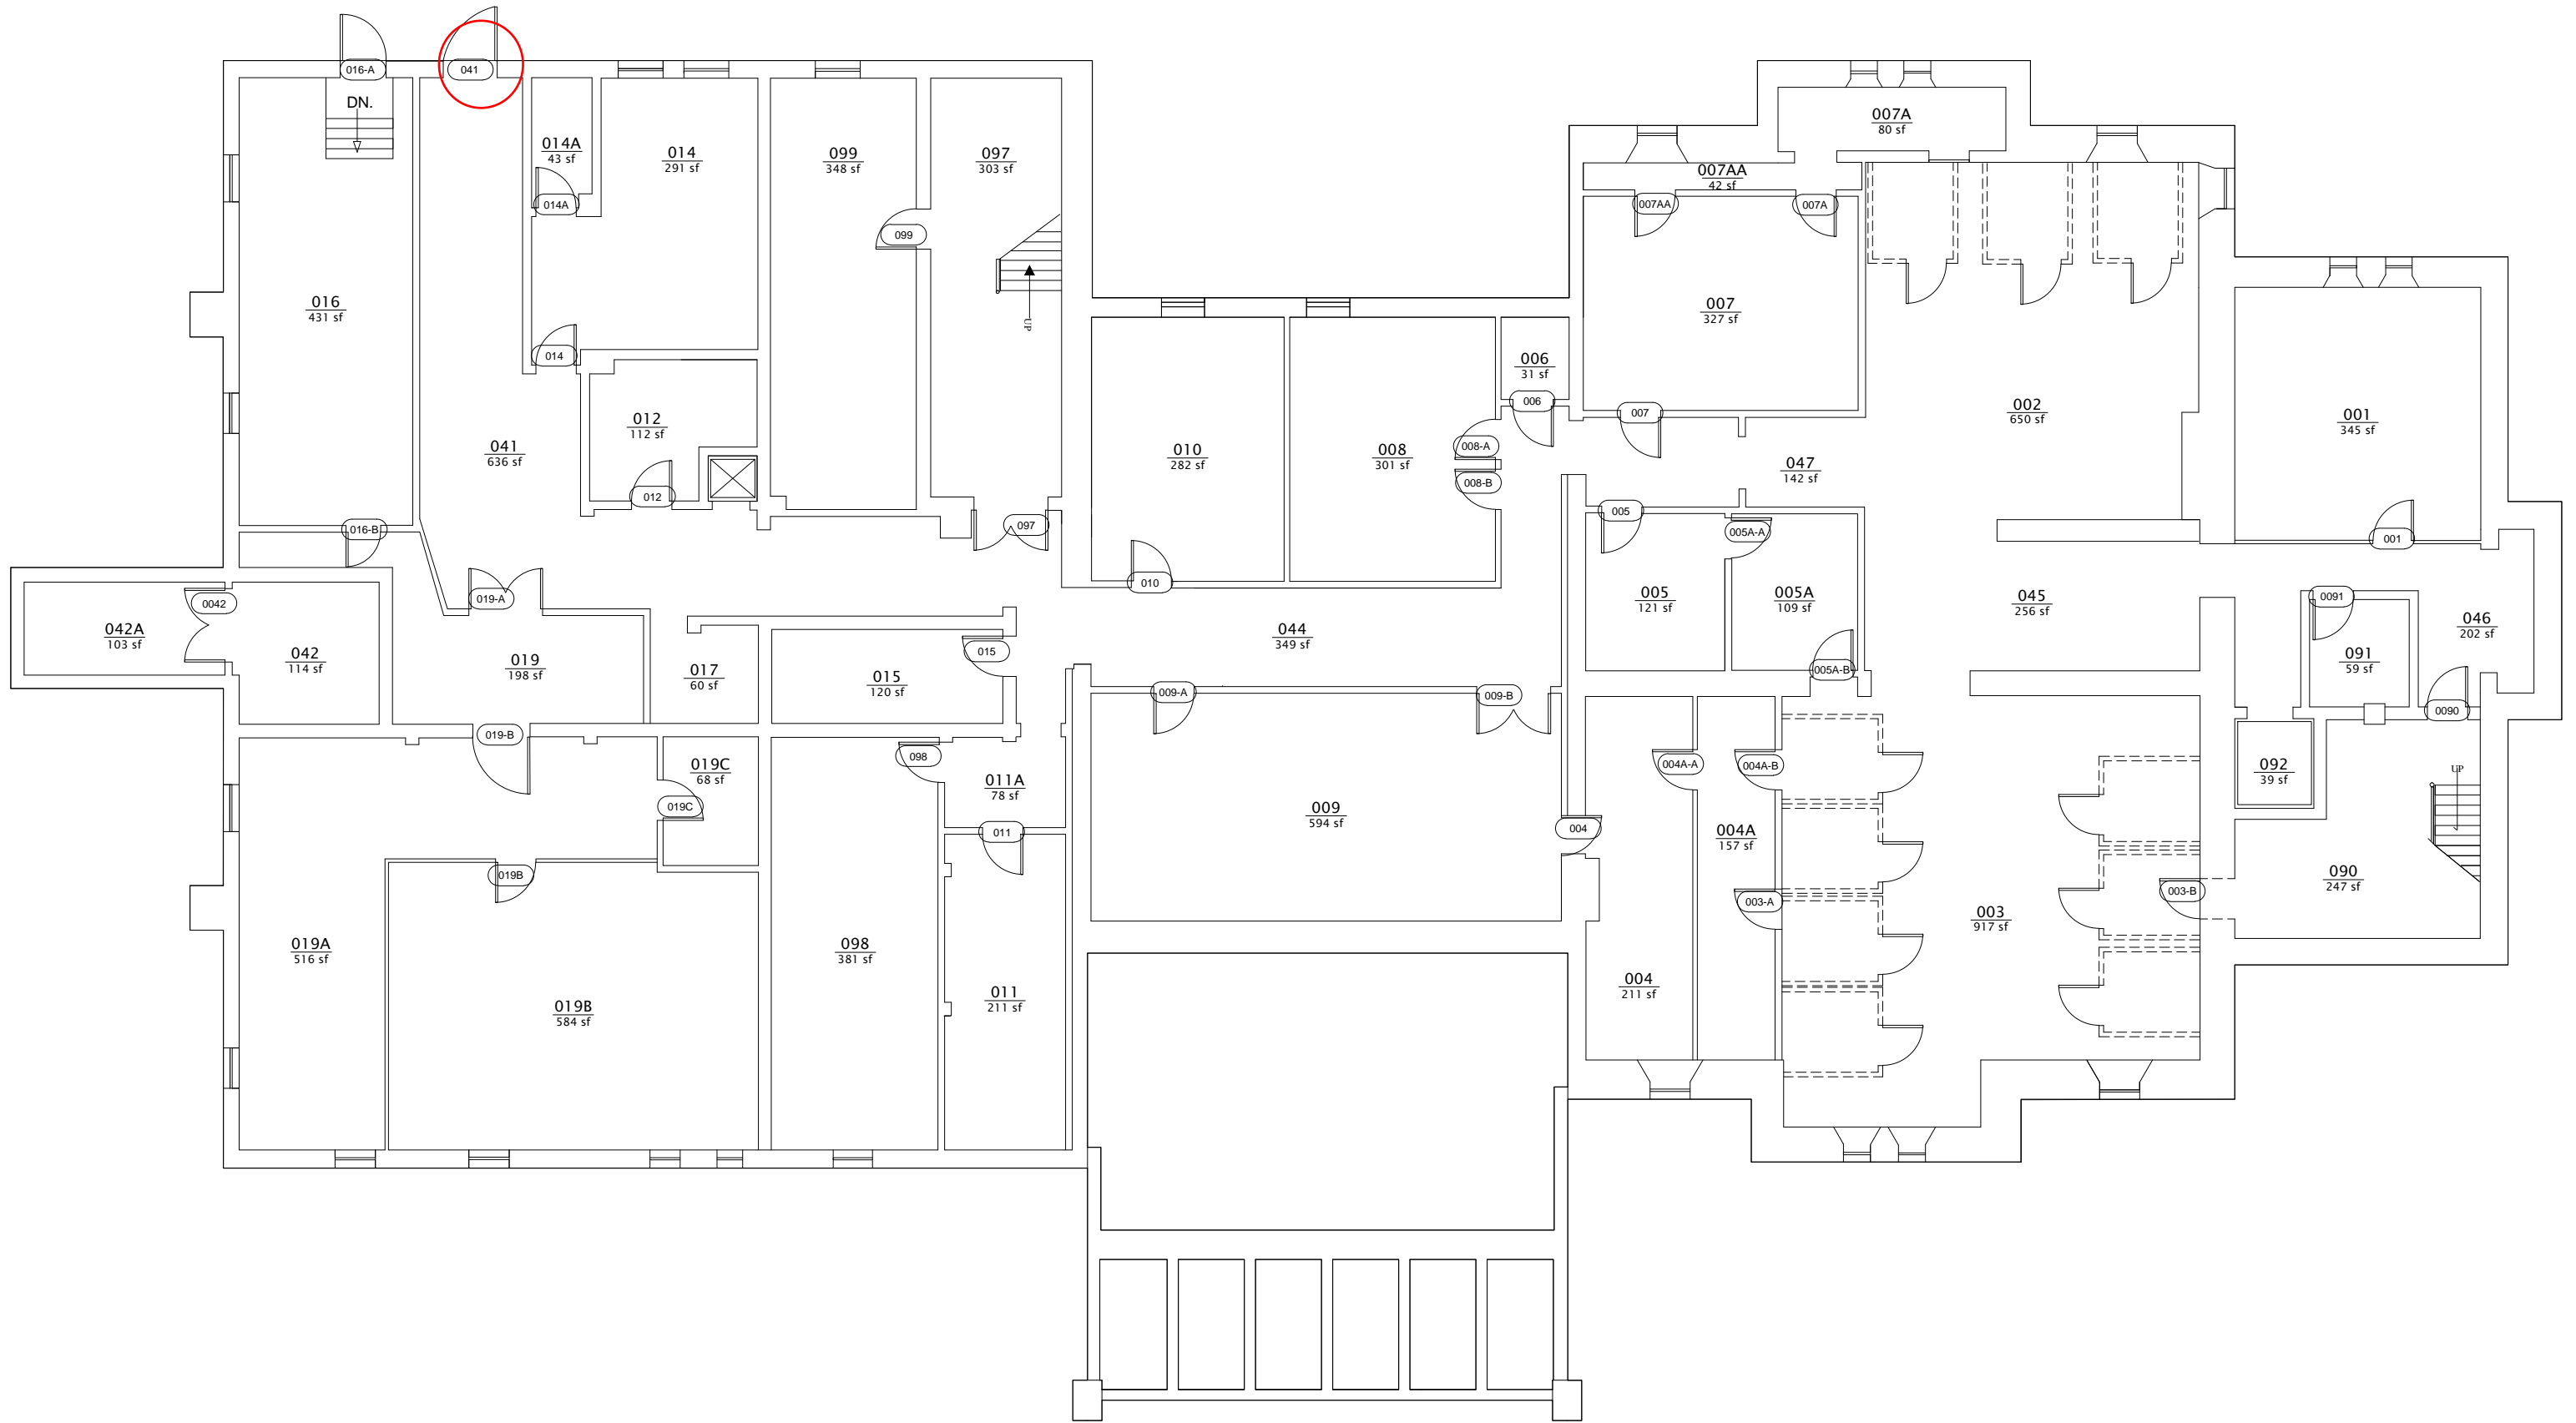 016-A
041
DN.
014A
43 sf
014
291 sf
099
348 sf
097
303 sf
007A
80 sf
007AA
42 sf
014A
007AA
007A
099
016
431 sf
007
327 sf
UP
014
006
31 sf
006
007
002
650 sf
001
345 sf
012
112 sf
041
636 sf
010
282 sf
008
301 sf
008-A
008-B
047
142 sf
012
016-B
097
005
005A-A
001
010
019-A
0042
005
121 sf
005A
109 sf
045
256 sf
0091
046
202 sf
042A
103 sf
042
114 sf
019
198 sf
017
60 sf
015
120 sf
015
044
349 sf
091
59 sf
005A-B
009-A
009-B
0090
019-B
098
019C
68 sf
011A
78 sf
004A-A
004A-B
092
39 sf
UP
019C
009
594 sf
011
004
004A
157 sf
019B
090
247 sf
003-B
003-A
003
917 sf
019A
516 sf
098
381 sf
011
211 sf
004
211 sf
019B
584 sf